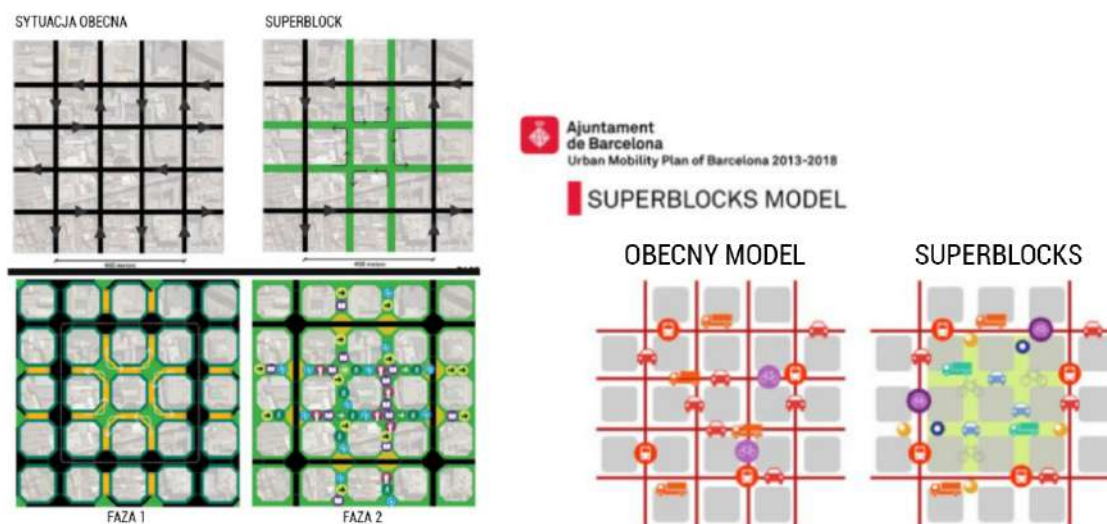 SYTUACJA OBECNA
SUPERBLOCK
FAZA 1
FAZA 2
Ajuntament
de Barcelona
Urban Mobility Plan of Barcelona 2013-2018
SUPERBLOCKS MODEL
OBECNY MODEL
SUPERBLOCKS